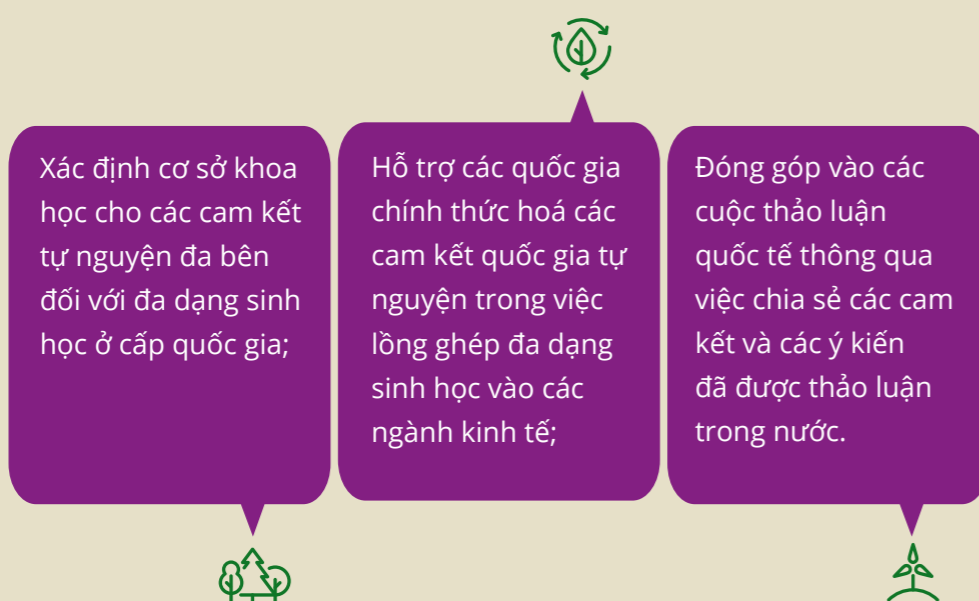 Xác định cơ sở khoa
học cho các cam kết
tự nguyện đa bên
đối với đa dạng sinh
học ở cấp quốc gia;
Hỗ trợ các quốc gia
chính thức hoá các
cam kết quốc gia tự
nguyện trong việc
lồng ghép đa dạng
sinh học vào các
ngành kinh tế;
Đóng góp vào các
cuộc thảo luận
quốc tế thông qua
việc chia sẻ các cam
kết và các ý kiến
đã được thảo luận
trong nước.